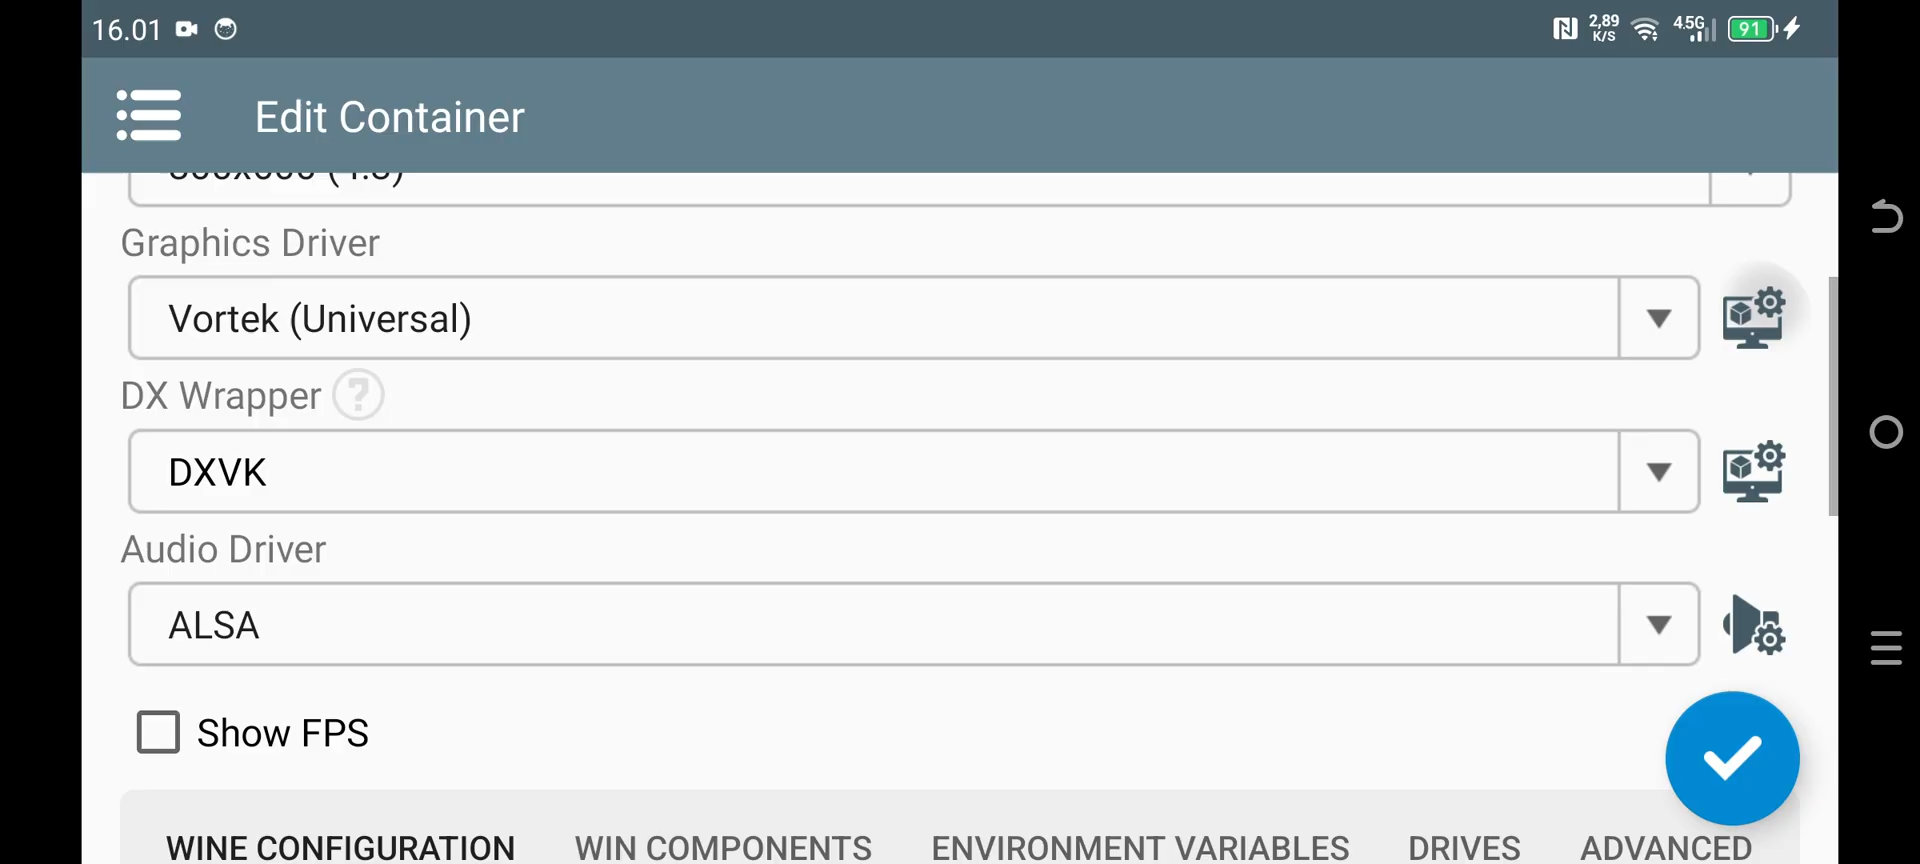 16.01 2,89 K/S 4.5G 91
Edit Container
Graphics Driver
Vortek (Universal)
DX Wrapper ?
DXVK
Audio Driver
ALSA
Show FPS
WINE CONFIGURATION WIN COMPONENTS ENVIRONMENT VARIABLES DRIVES ADVANCED